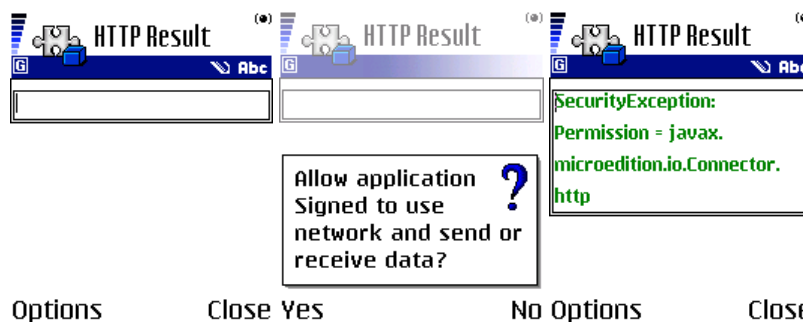 HTTP Result
G
Abc
Options Close
HTTP Result
G
Allow application
Signed to use
network and send or
receive data?
?
Yes No
HTTP Result
G
Abc
SecurityException:
Permission = javax.
microedition.io.Connector.
http
Options Close